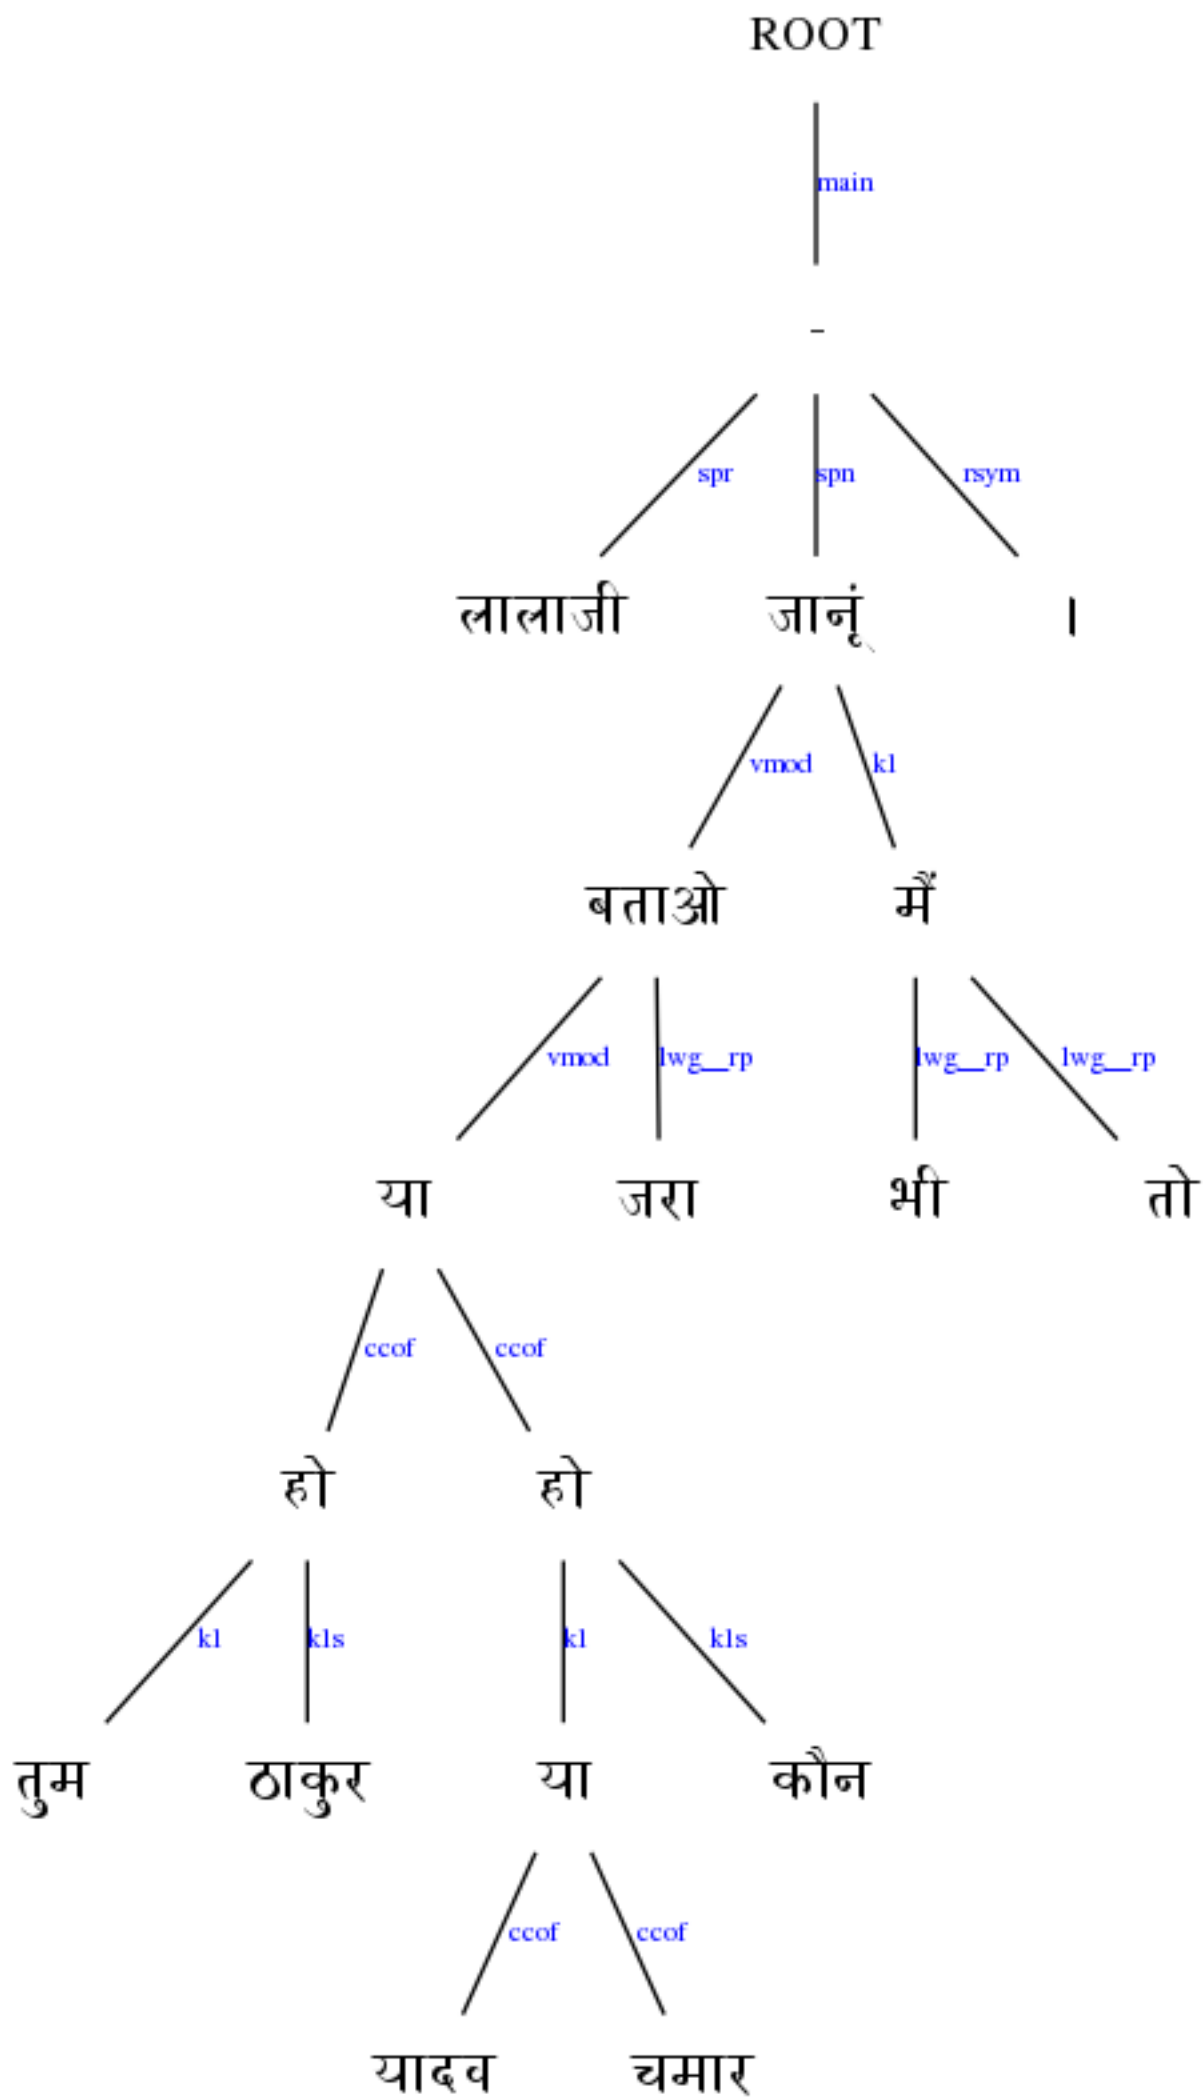 ROOT
main
-
spr spn rsym
लालाजी जानूं ।
vmod k1
बताओ मैं
vmod lwg__rp lwg__rp lwg__rp
या जरा भी तो
ccof ccof
हो हो
k1 k1s k1 k1s
तुम ठाकुर या कौन
ccof ccof
यादव चमार